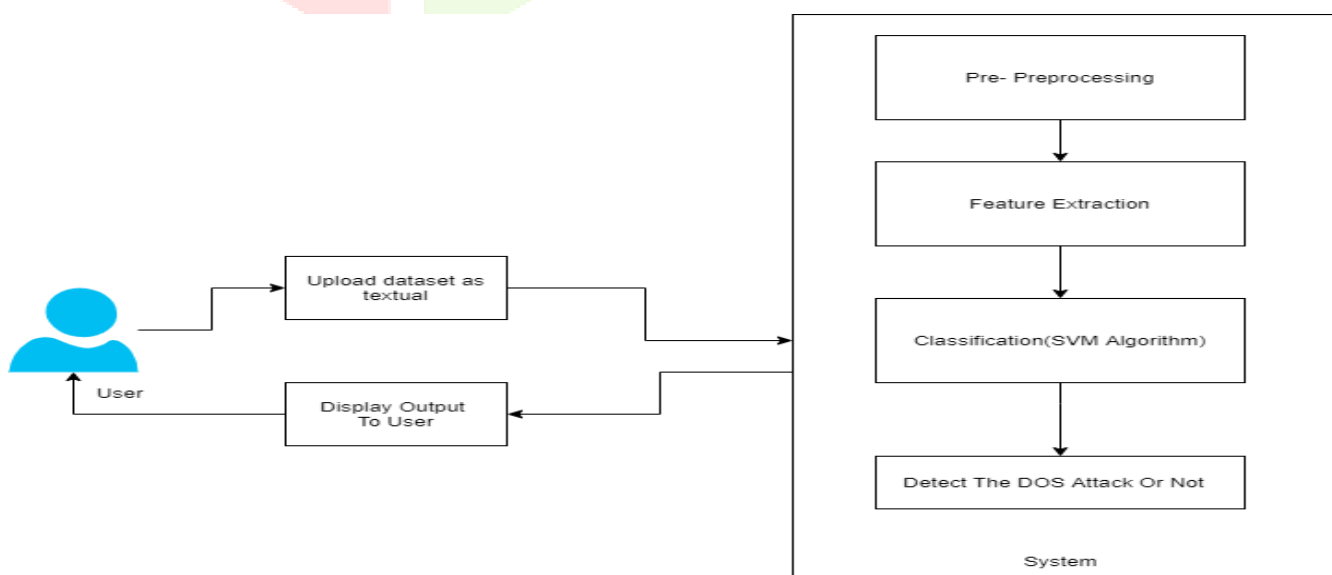 Pre- Preprocessing
Feature Extraction
Upload dataset as
textual
Classification(SVM Algorithm)
User
Display Output
To User
Detect The DOS Attack Or Not
System